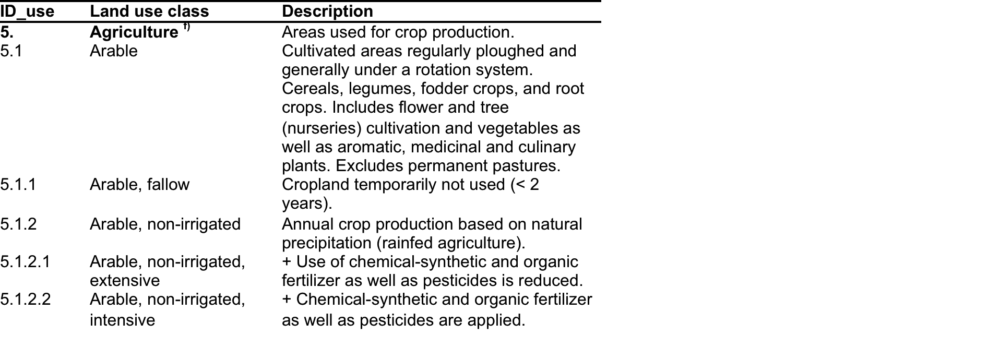 ID_use Land use class Description
5. Agriculture f) Areas used for crop production.
5.1 Arable Cultivated areas regularly ploughed and
generally under a rotation system.
Cereals, legumes, fodder crops, and root
crops. Includes flower and tree
(nurseries) cultivation and vegetables as
well as aromatic, medicinal and culinary
plants. Excludes permanent pastures.
5.1.1 Arable, fallow Cropland temporarily not used (< 2
years).
5.1.2 Arable, non-irrigated Annual crop production based on natural
precipitation (rainfed agriculture).
5.1.2.1 Arable, non-irrigated, + Use of chemical-synthetic and organic
extensive fertilizer as well as pesticides is reduced.
5.1.2.2 Arable, non-irrigated, + Chemical-synthetic and organic fertilizer
intensive as well as pesticides are applied.